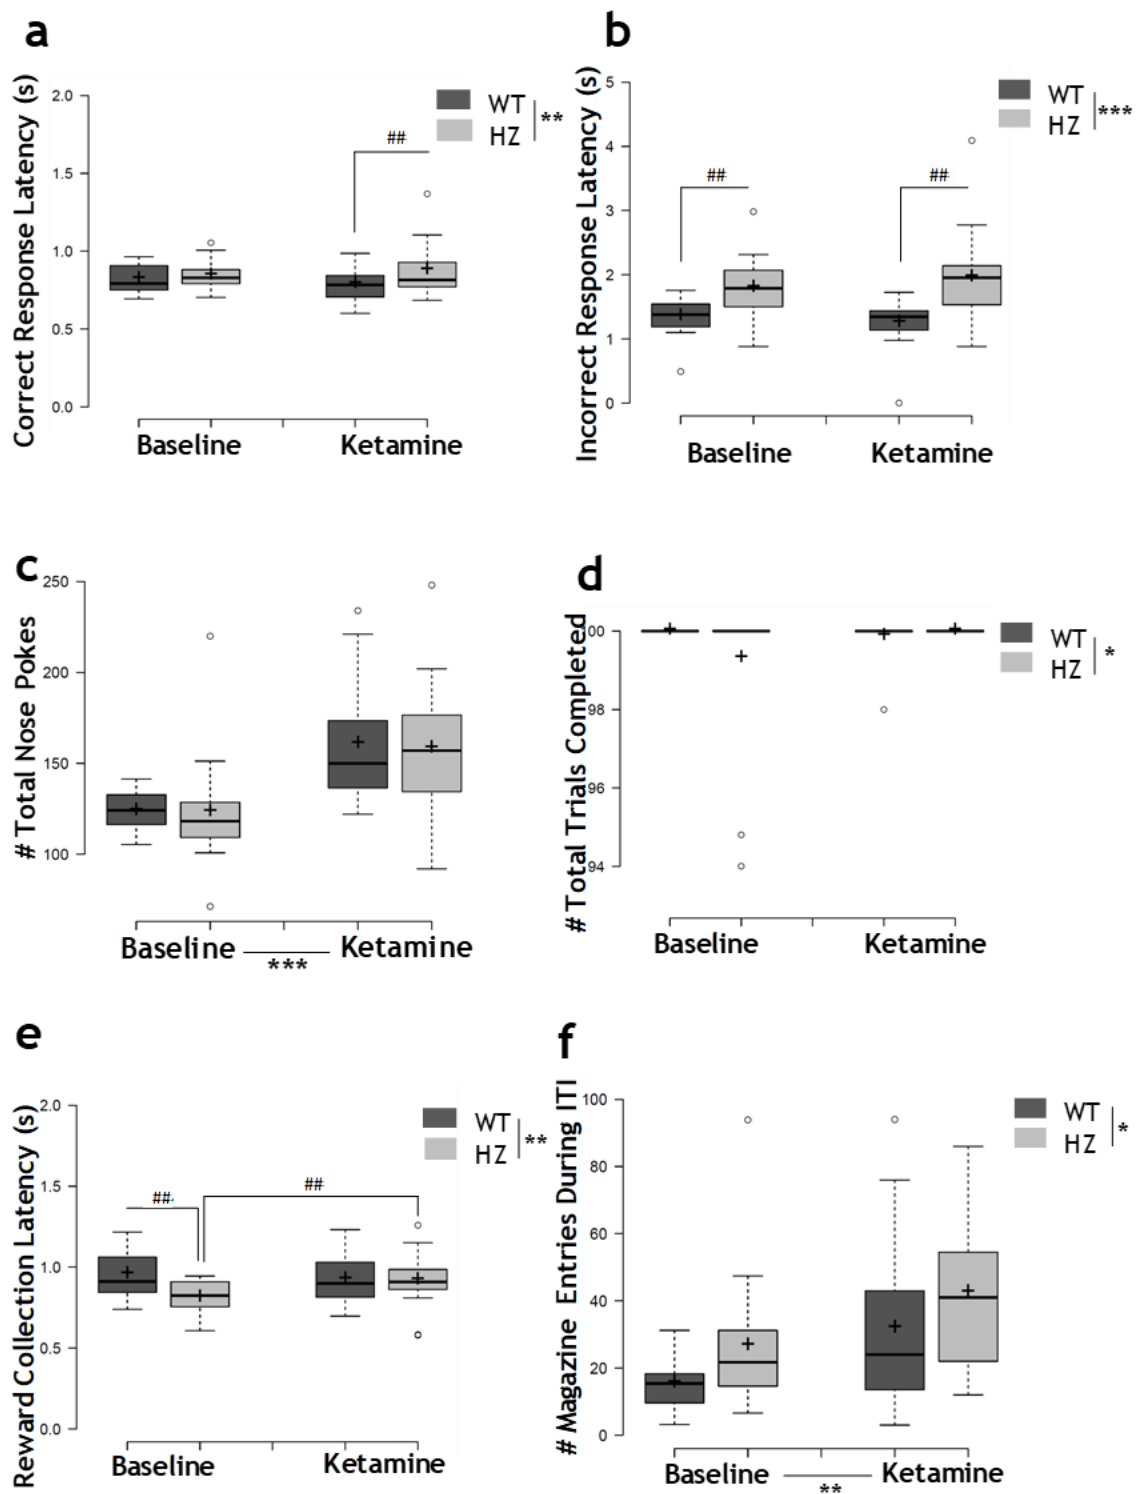 a
Correct Response Latency (s)
2.0
1.5
1.0
0.5
0.0
##
WT
HZ
**
Baseline
Ketamine
b
Incorrect Response Latency (s)
5
4
3
2
1
0
##
##
WT
HZ
***
Baseline
Ketamine
c
# Total Nose Pokes
250
200
150
100
Baseline
***
Ketamine
d
# Total Trials Completed
00
98
96
94
WT
HZ
*
Baseline
Ketamine
e
Reward Collection Latency (s)
2.0
1.5
1.0
0.5
0.0
##
##
WT
HZ
**
Baseline
Ketamine
f
# Magazine Entries During ITI
100
80
60
40
20
0
WT
HZ
*
Baseline
**
Ketamine